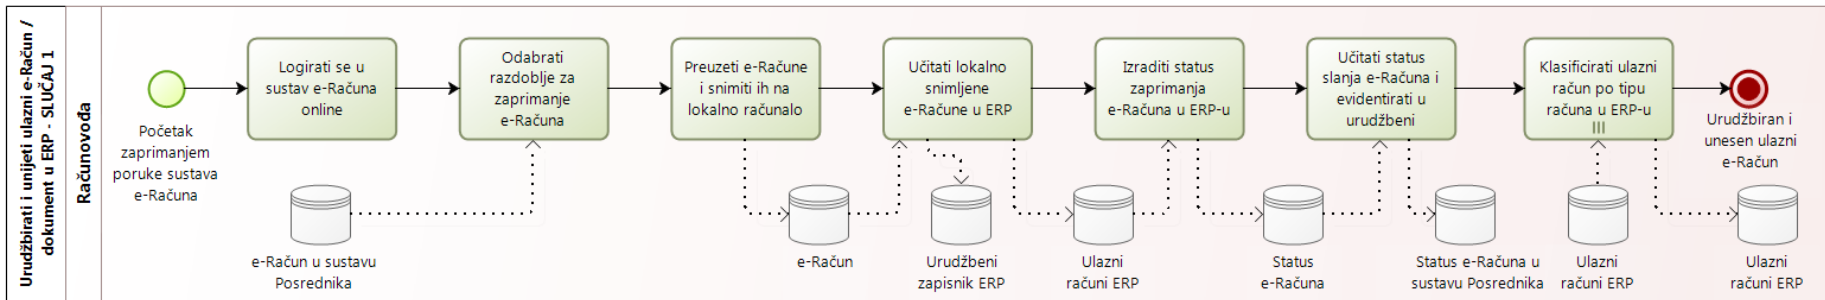 Urudžbirati i unijeti ulazni e-Račun /
dokument u ERP - SLUČAJ 1
Računovođa
Početak
zaprimanjem
poruke sustava
e-Računa
Logirati se u
sustav e-Računa
online
Odabrati
razdoblje za
zaprimanje
e-Računa
Preuzeti e-Račune
i snimiti ih na
lokalno računalo
Učitati lokalno
snimljene
e-Račune u ERP
Izraditi status
zaprimanja
e-Računa u ERP-u
Učitati status
slanja e-Računa i
evidentirati u
urudžbeni
Klasificirati ulazni
račun po tipu
računa u ERP-u
Urudžbiran i
unesen ulazni
e-Račun
e-Račun u sustavu
Posrednika
e-Račun
Urudžbeni
zapisnik ERP
Ulazni
računi ERP
Status
e-Računa
Status e-Računa u
sustavu Posrednika
Ulazni
računi ERP
Ulazni
računi ERP